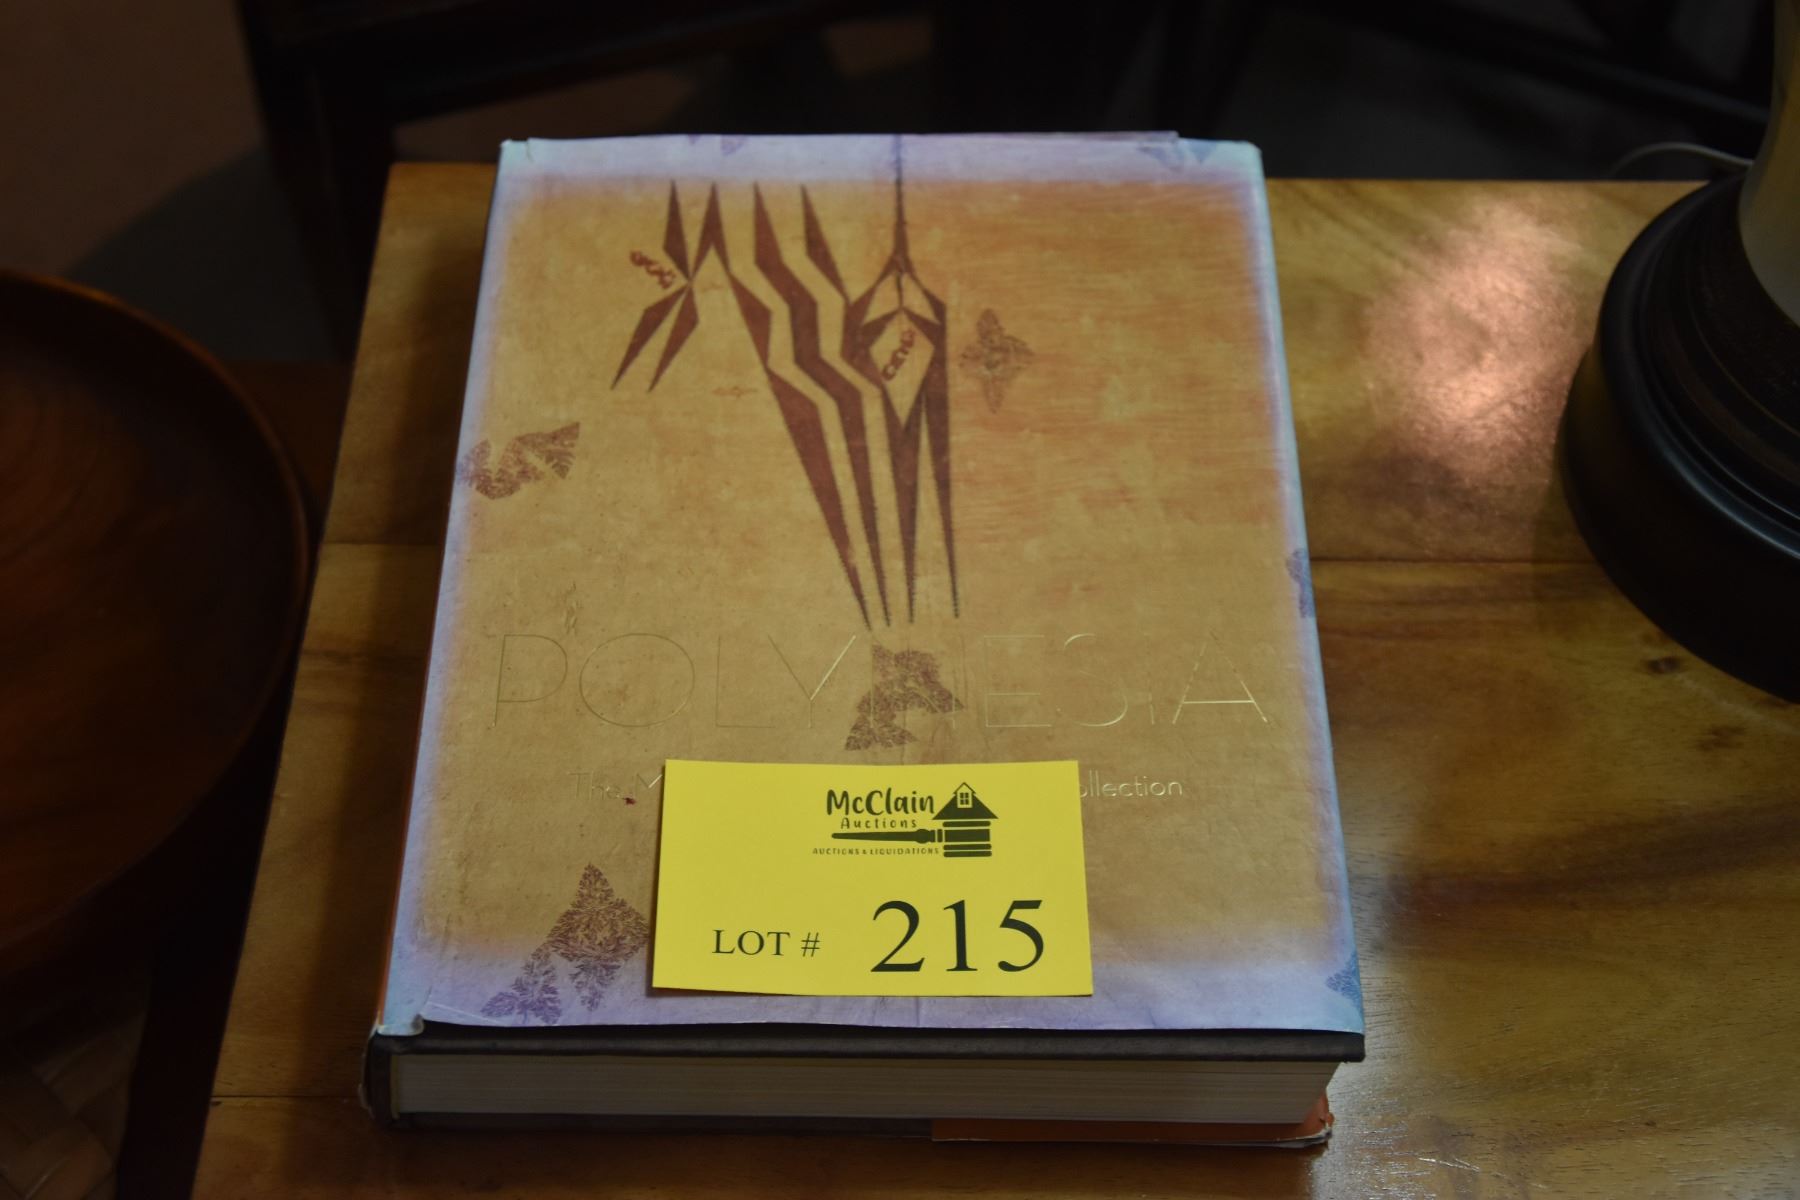 POLYNESIA
The M
ollection
McClain
Auctions
AUCTIONS & LIQUIDATIONS
LOT # 215